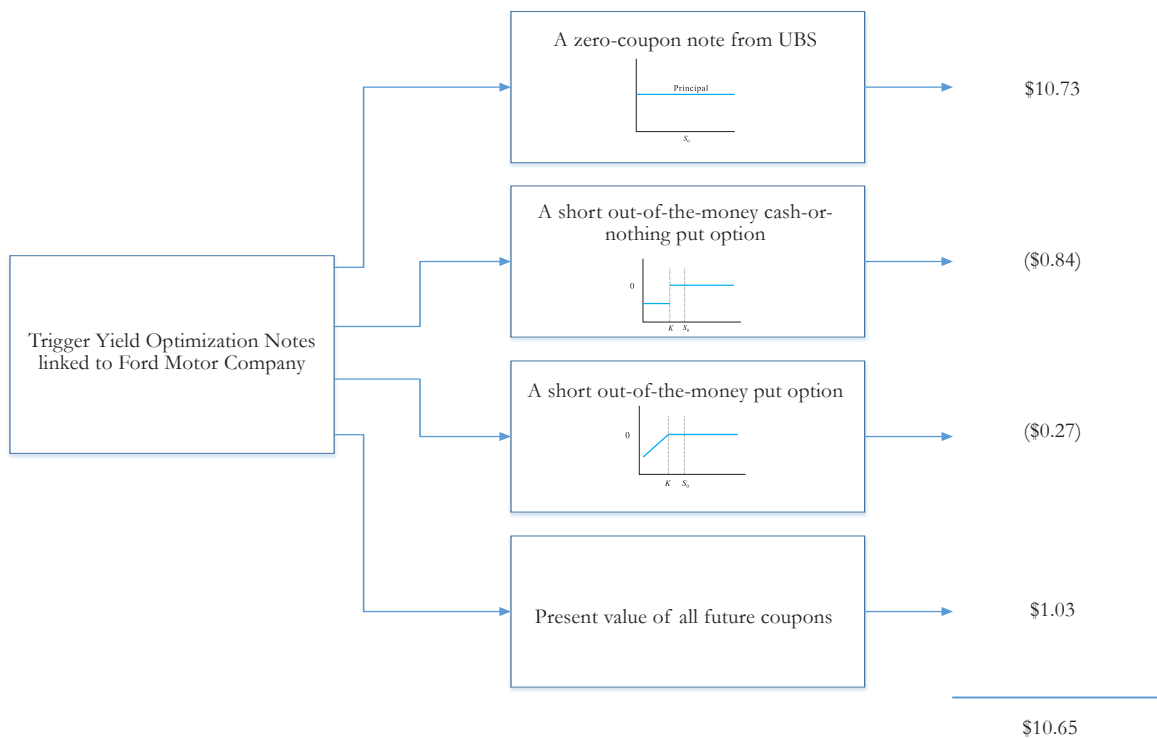 A zero-coupon note from UBS
Principal
S₀
$10.73
A short out-of-the-money cash-or-
nothing put option
0
K S₀
($0.84)
Trigger Yield Optimization Notes
linked to Ford Motor Company
A short out-of-the-money put option
0
K S₀
($0.27)
Present value of all future coupons
$1.03
$10.65